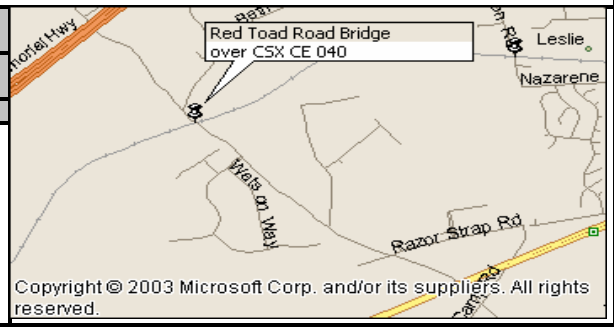 Red Toad Road Bridge
over CSX CE 040
Leslie
Nazarene
Wats on Way
Razor Strap Rd
Copyright © 2003 Microsoft Corp. and/or its suppliers. All rights
reserved.